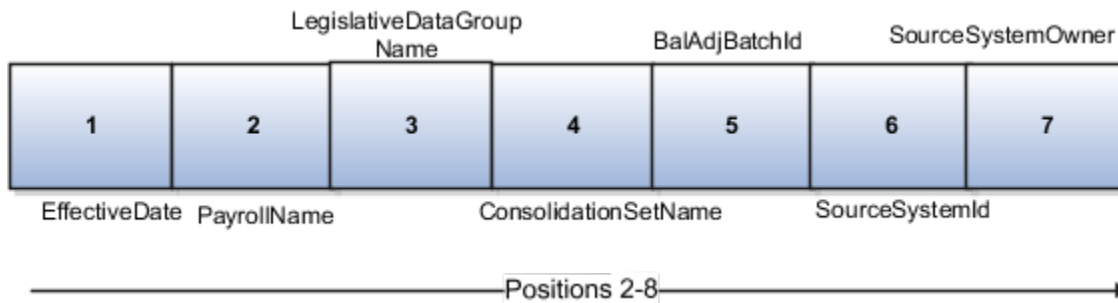 LegislativeDataGroup
Name
BalAdjBatchId
SourceSystemOwner
1 2 3 4 5 6 7
EffectiveDate PayrollName ConsolidationSetName SourceSystemId
Positions 2-8